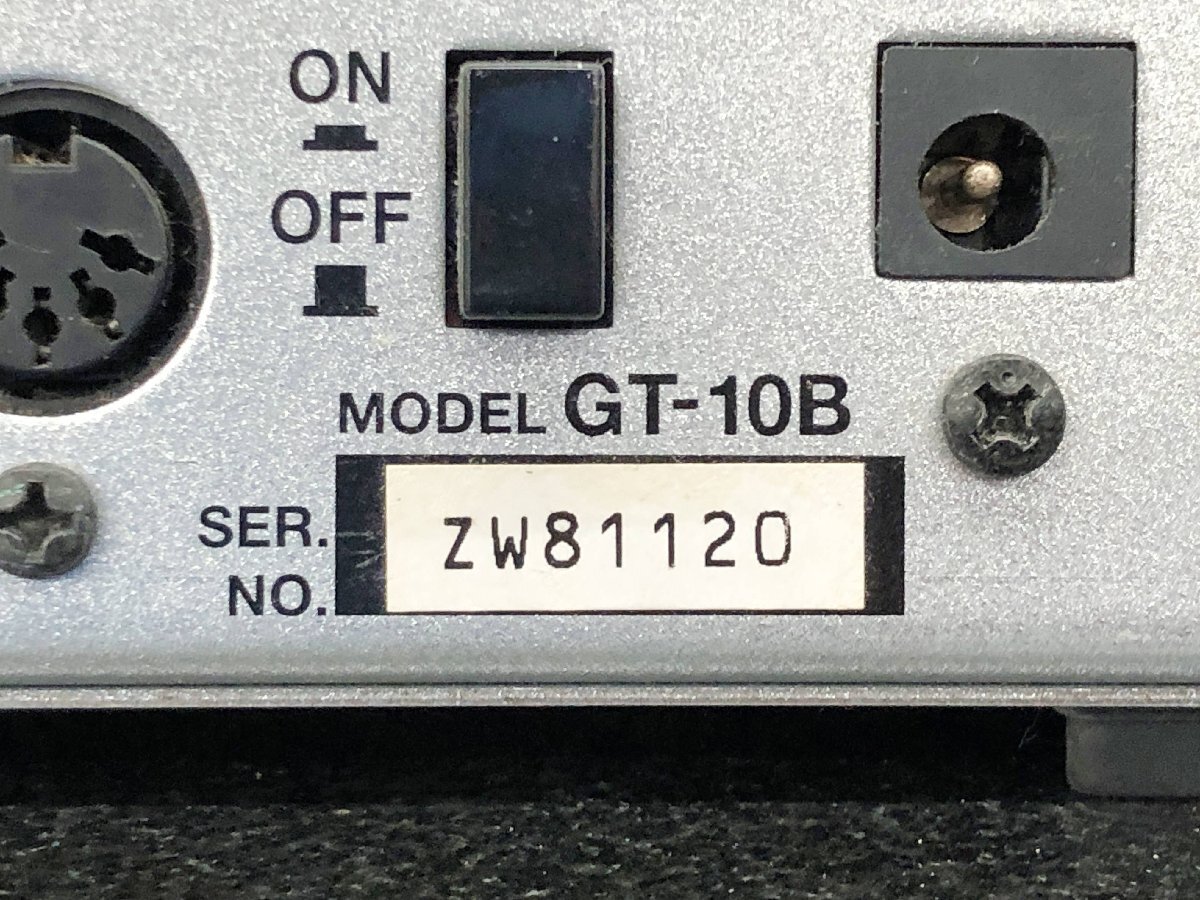 ON
OFF
MODEL GT-10B
SER.
NO.
ZW81120